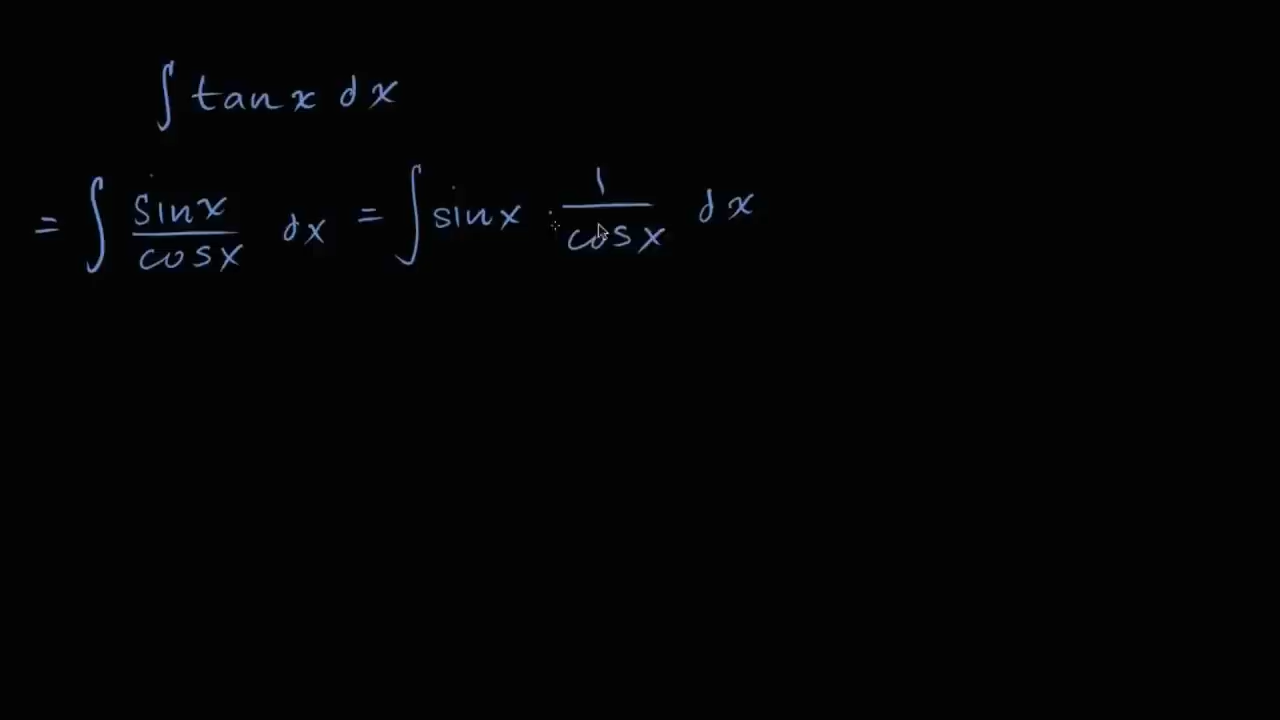 ∫ tan x dx
= ∫ sin x / cos x dx = ∫ sin x · 1 / cos x dx